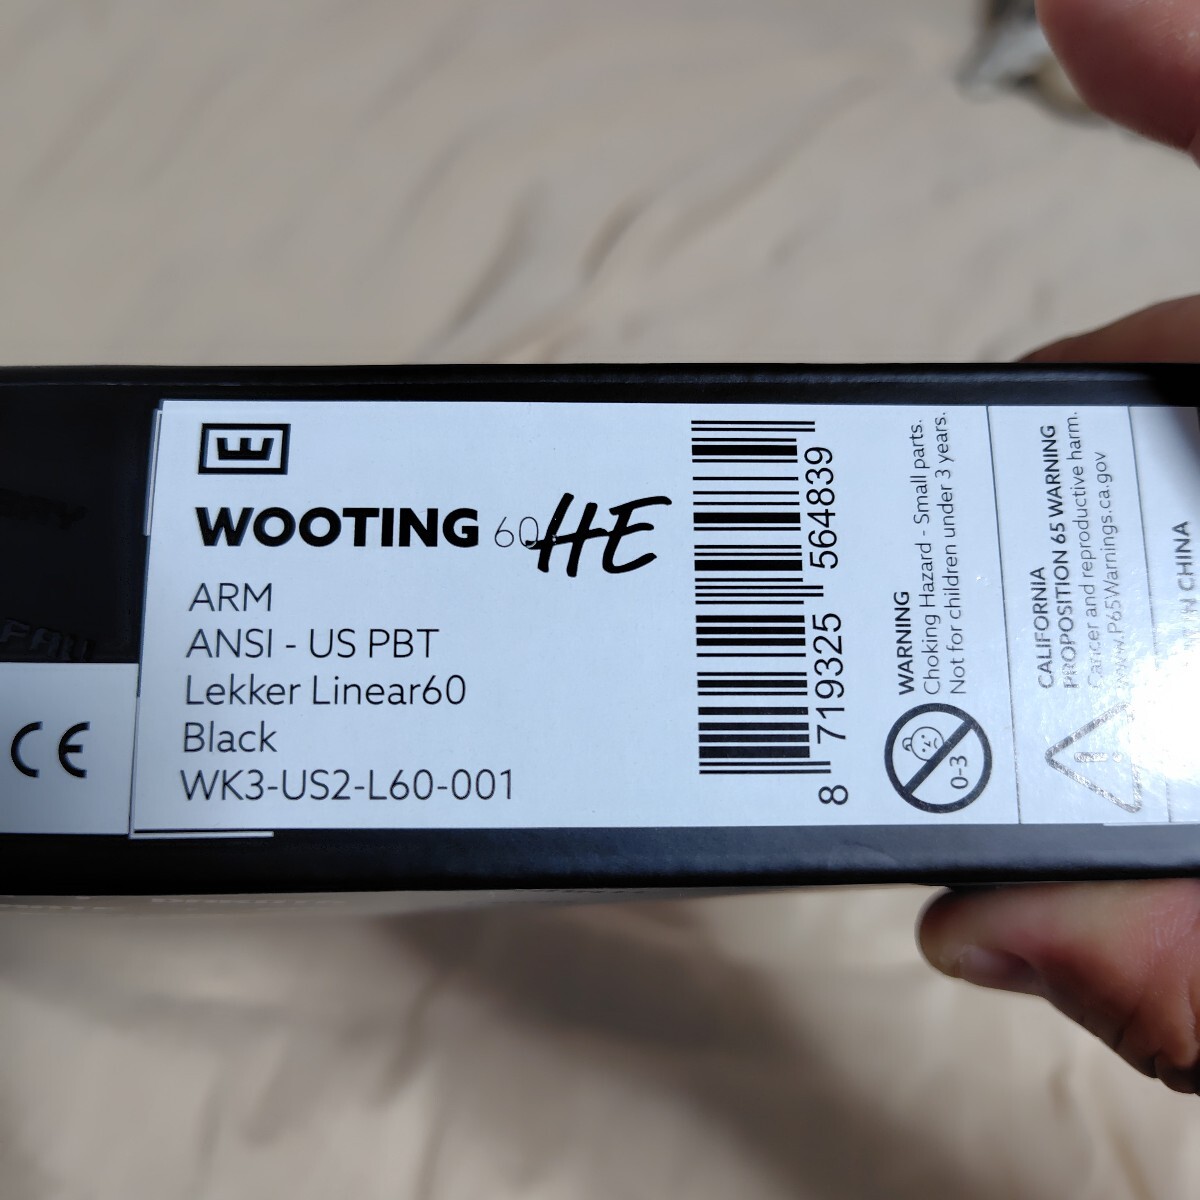 WOOTING 60HE
ARM
ANSI - US PBT
Lekker Linear60
Black
WK3-US2-L60-001
CE
8 719325 564839
WARNING
Choking Hazard - Small parts.
Not for children under 3 years.
0-3
CALIFORNIA
PROPOSITION 65 WARNING
Cancer and reproductive harm.
www.P65Warnings.ca.gov
CHINA